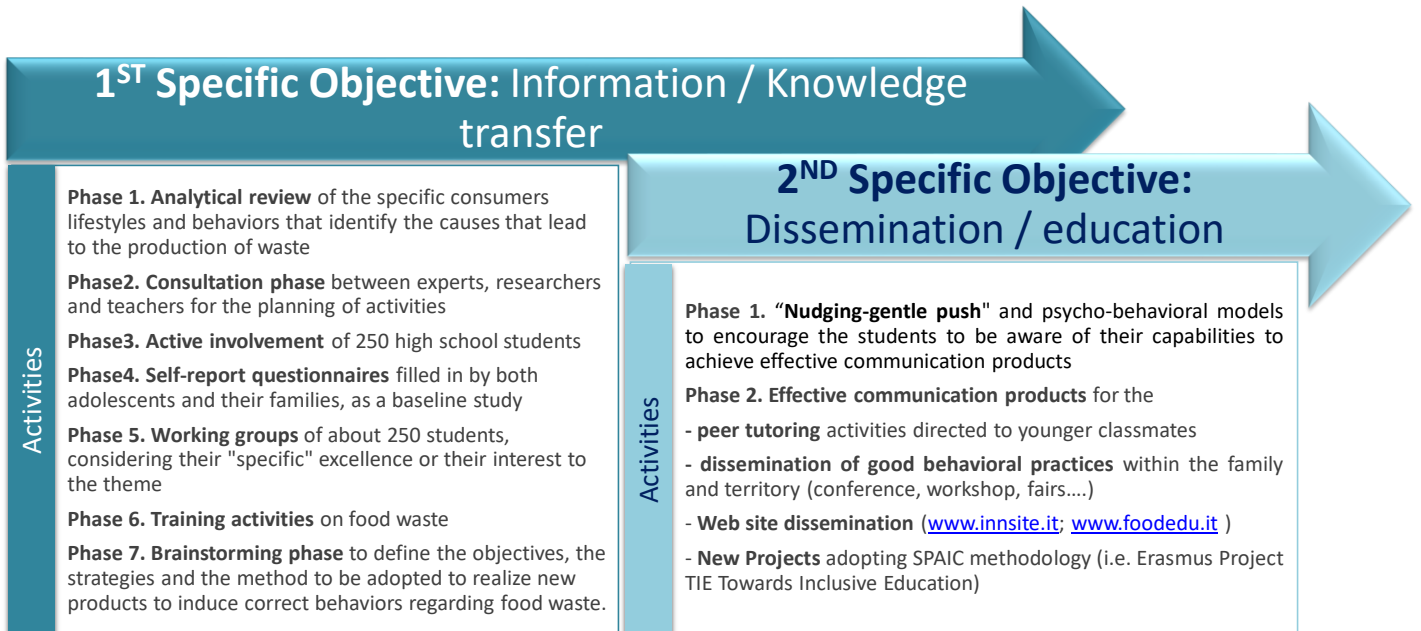 1ST Specific Objective: Information / Knowledge
transfer
Activities
Phase 1. Analytical review of the specific consumers
lifestyles and behaviors that identify the causes that lead
to the production of waste
Phase2. Consultation phase between experts, researchers
and teachers for the planning of activities
Phase3. Active involvement of 250 high school students
Phase4. Self-report questionnaires filled in by both
adolescents and their families, as a baseline study
Phase 5. Working groups of about 250 students,
considering their "specific" excellence or their interest to
the theme
Phase 6. Training activities on food waste
Phase 7. Brainstorming phase to define the objectives, the
strategies and the method to be adopted to realize new
products to induce correct behaviors regarding food waste.
2ND Specific Objective:
Dissemination / education
Activities
Phase 1. “Nudging-gentle push" and psycho-behavioral models
to encourage the students to be aware of their capabilities to
achieve effective communication products
Phase 2. Effective communication products for the
- peer tutoring activities directed to younger classmates
- dissemination of good behavioral practices within the family
and territory (conference, workshop, fairs….)
- Web site dissemination (www.innsite.it; www.foodedu.it )
- New Projects adopting SPAIC methodology (i.e. Erasmus Project
TIE Towards Inclusive Education)